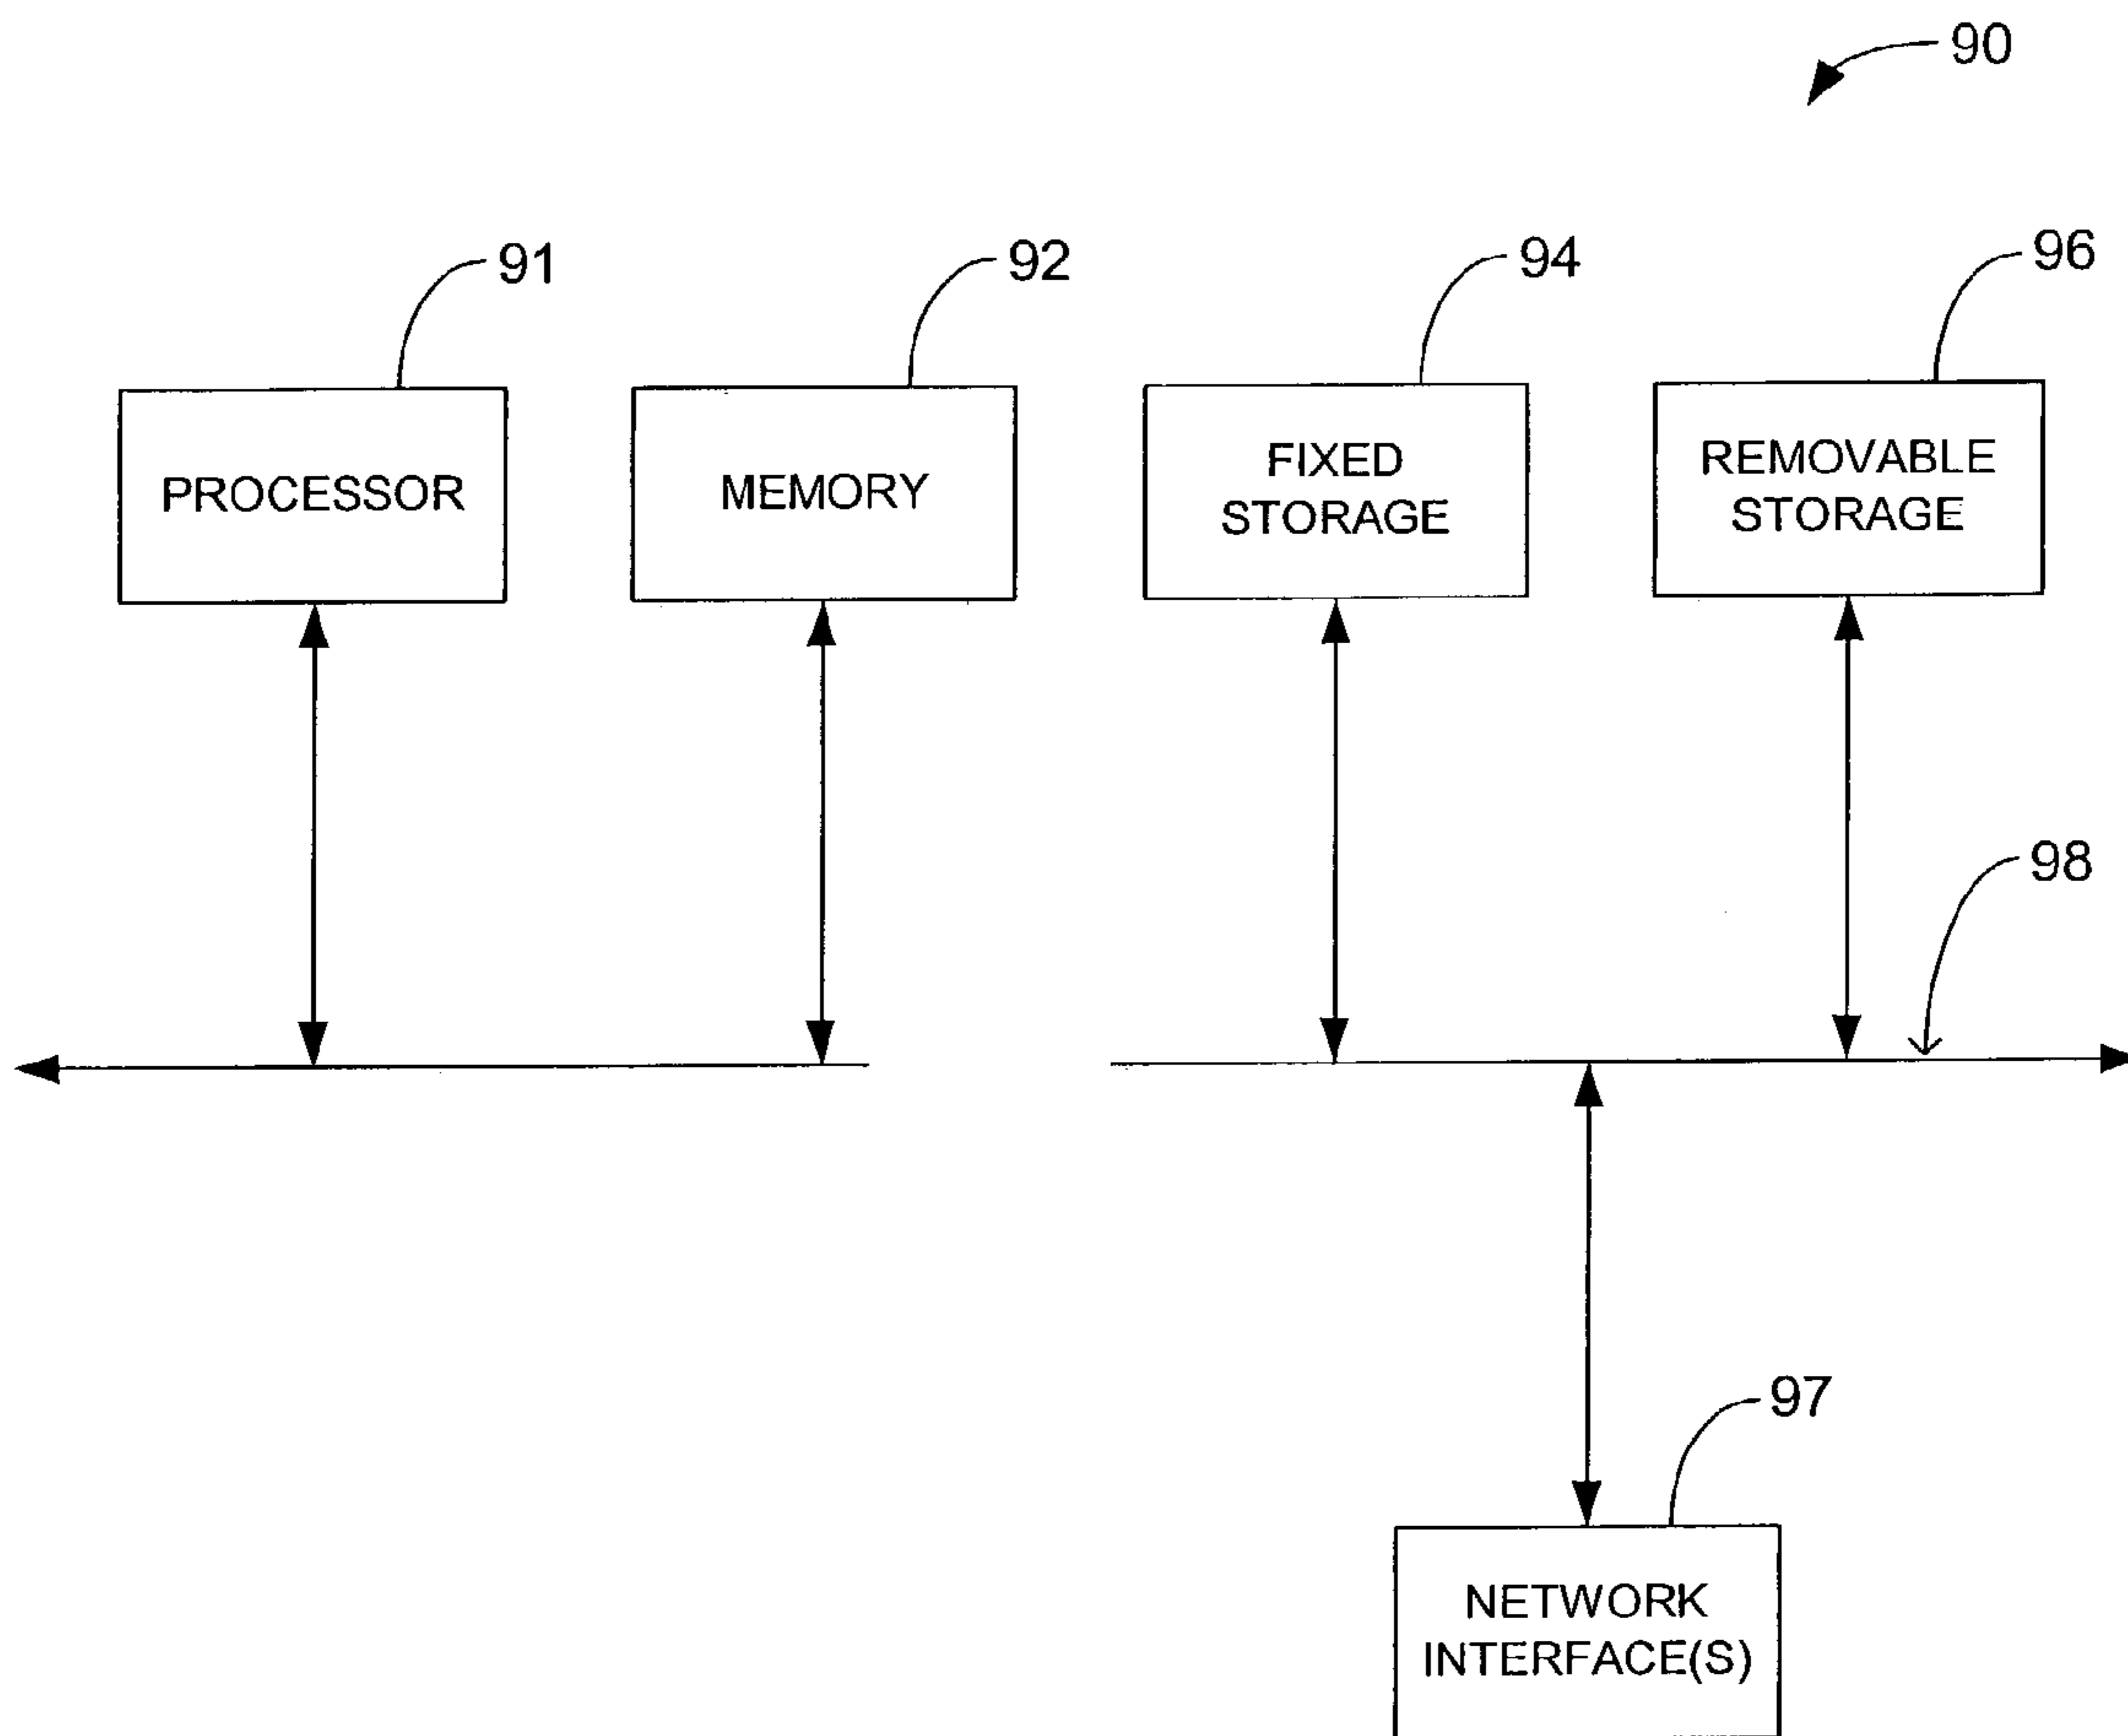 90
91
92
94
96
PROCESSOR
MEMORY
FIXED
STORAGE
REMOVABLE
STORAGE
98
97
NETWORK
INTERFACE(S)